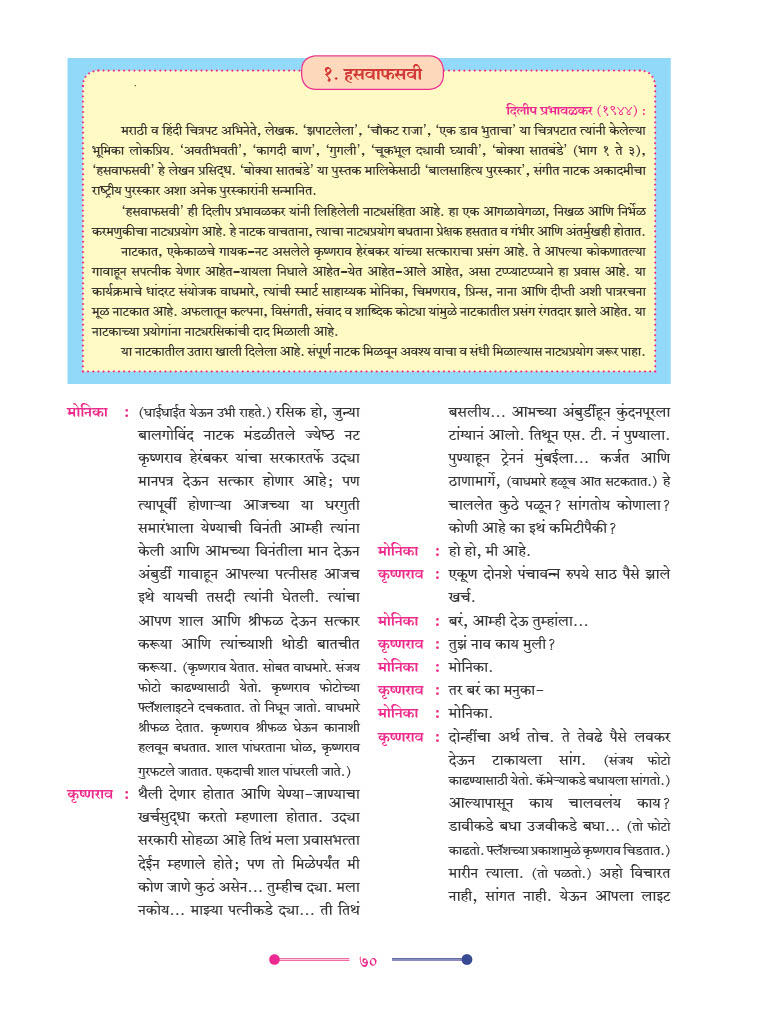 १. हसवाफसवी
दिलीप प्रभावळकर (१९४४) :
मराठी व हिंदी चित्रपट अभिनेते, लेखक. ‘झपाटलेला’, ‘चौकट राजा’, ‘एक डाव भुताचा’ या चित्रपटात त्यांनी केलेल्या
भूमिका लोकप्रिय. ‘अवतीभवती’, ‘कागदी बाण’, ‘गुगली’, ‘चूकभूल द्यावी घ्यावी’, ‘बोक्या सातबंडे’ (भाग १ ते ३),
‘हसवाफसवी’ हे लेखन प्रसिद्ध. ‘बोक्या सातबंडे’ या पुस्तक मालिकेसाठी ‘बालसाहित्य पुरस्कार’, संगीत नाटक अकादमीचा
राष्ट्रीय पुरस्कार अशा अनेक पुरस्कारांनी सन्मानित.
‘हसवाफसवी’ ही दिलीप प्रभावळकर यांनी लिहिलेली नाट्यसंहिता आहे. हा एक आगळावेगळा, निखळ आणि निर्भेळ
करमणुकीचा नाट्यप्रयोग आहे. हे नाटक वाचताना, त्याचा नाट्यप्रयोग बघताना प्रेक्षक हसतात व गंभीर आणि अंतर्मुखही होतात.
नाटकात, एकेकाळचे गायक-नट असलेले कृष्णराव हेरंबकर यांच्या सत्काराचा प्रसंग आहे. ते आपल्या कोकणातल्या
गावाहून सपत्नीक येणार आहेत-यायला निघाले आहेत-येत आहेत-आले आहेत, असा टप्प्याटप्प्याने हा प्रवास आहे. या
कार्यक्रमाचे धांदरट संयोजक वाघमारे, त्यांची स्मार्ट साहाय्यक मोनिका, चिमणराव, प्रिन्स, नाना आणि दीप्ती अशी पात्ररचना
मूळ नाटकात आहे. अफलातून कल्पना, विसंगती, संवाद व शाब्दिक कोट्या यांमुळे नाटकातील प्रसंग रंगतदार झाले आहेत. या
नाटकाच्या प्रयोगांना नाट्यरसिकांची दाद मिळाली आहे.
या नाटकातील उतारा खाली दिलेला आहे. संपूर्ण नाटक मिळवून अवश्य वाचा व संधी मिळाल्यास नाट्यप्रयोग जरूर पाहा.
मोनिका : (घाईघाईत येऊन उभी राहते.) रसिक हो, जुन्या
बालगोविंद नाटक मंडळीतले ज्येष्ठ नट
कृष्णराव हेरंबकर यांचा सरकारतर्फे उद्या
मानपत्र देऊन सत्कार होणार आहे; पण
त्यापूर्वी होणाऱ्या आजच्या या घरगुती
समारंभाला येण्याची विनंती आम्ही त्यांना
केली आणि आमच्या विनंतीला मान देऊन
अंबुर्डी गावाहून आपल्या पत्नीसह आजच
इथे यायची तसदी त्यांनी घेतली. त्यांचा
आपण शाल आणि श्रीफळ देऊन सत्कार
करूया आणि त्यांच्याशी थोडी बातचीत
करूया. (कृष्णराव येतात. सोबत वाघमारे. संजय
फोटो काढण्यासाठी येतो. कृष्णराव फोटोच्या
फ्लॅशलाइटने दचकतात. तो निघून जातो. वाघमारे
श्रीफळ देतात. कृष्णराव श्रीफळ घेऊन कानाशी
हलवून बघतात. शाल पांघरताना घोळ, कृष्णराव
गुरफटले जातात. एकदाची शाल पांघरली जाते.)
कृष्णराव : थैली देणार होतात आणि येण्या-जाण्याचा
खर्चसुद्धा करतो म्हणाला होतात. उद्या
सरकारी सोहळा आहे तिथं मला प्रवासभत्ता
देईन म्हणाले होते; पण तो मिळेपर्यंत मी
कोण जाणे कुठं असेन... तुम्हीच द्या. मला
नकोय... माझ्या पत्नीकडे द्या... ती तिथं
बसलीय... आमच्या अंबुर्डीहून कुंदनपूरला
टांग्यानं आलो. तिथून एस. टी. नं पुण्याला.
पुण्याहून ट्रेननं मुंबईला... कर्जत आणि
ठाणामार्गे, (वाघमारे हळूच आत सटकतात.) हे
चाललेत कुठे पळून? सांगतोय कोणाला?
कोणी आहे का इथं कमिटीपैकी?
मोनिका : हो हो, मी आहे.
कृष्णराव : एकूण दोनशे पंचावन्न रुपये साठ पैसे झाले
खर्च.
मोनिका : बरं, आम्ही देऊ तुम्हांला...
कृष्णराव : तुझं नाव काय मुली?
मोनिका : मोनिका.
कृष्णराव : तर बरं का मनुका-
मोनिका : मोनिका.
कृष्णराव : दोन्हींचा अर्थ तोच. ते तेवढे पैसे लवकर
देऊन टाकायला सांग. (संजय फोटो
काढण्यासाठी येतो. कॅमेऱ्याकडे बघायला सांगतो.)
आल्यापासून काय चालवलंय काय?
डावीकडे बघा उजवीकडे बघा... (तो फोटो
काढतो. फ्लॅशच्या प्रकाशामुळे कृष्णराव चिडतात.)
मारीन त्याला. (तो पळतो.) अहो विचारत
नाही, सांगत नाही. येऊन आपला लाइट
७०